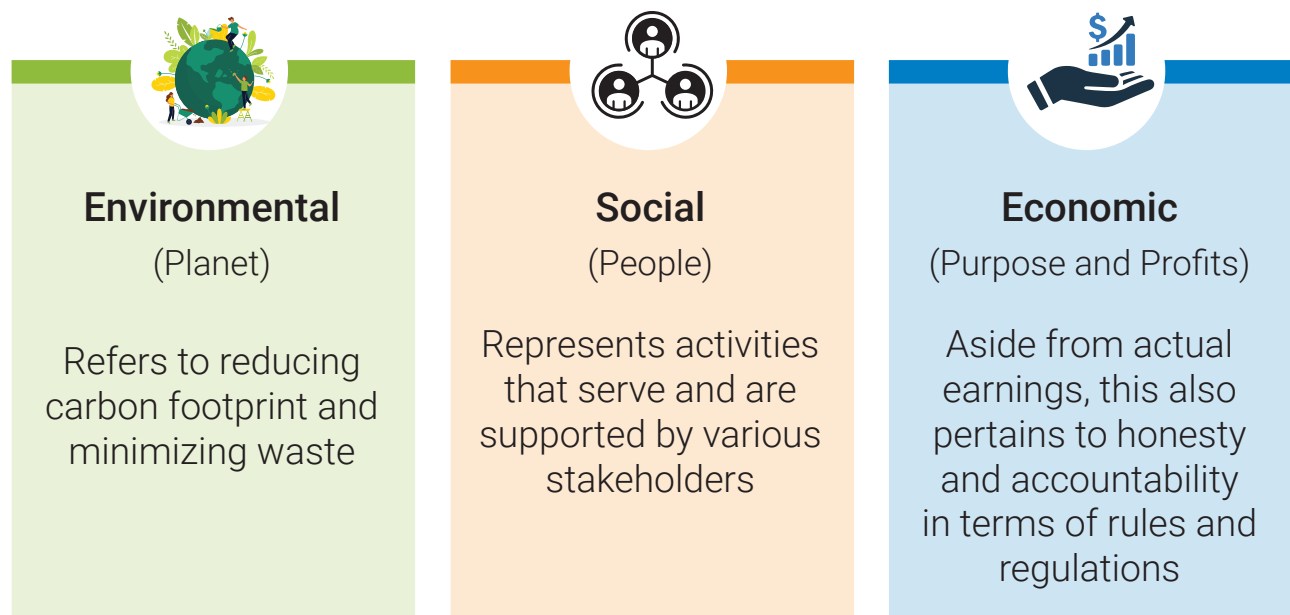 Environmental
(Planet)
Refers to reducing
carbon footprint and
minimizing waste
Social
(People)
Represents activities
that serve and are
supported by various
stakeholders
$
Economic
(Purpose and Profits)
Aside from actual
earnings, this also
pertains to honesty
and accountability
in terms of rules and
regulations